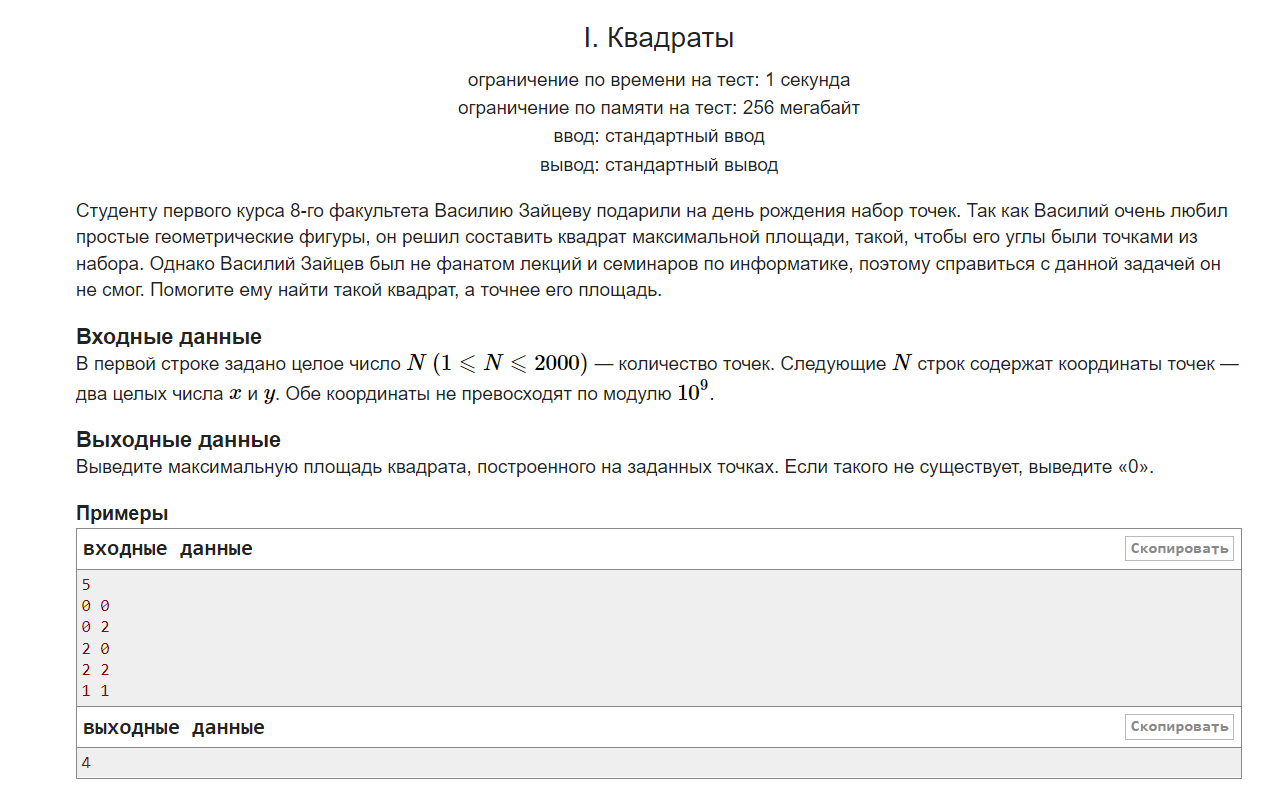 I. Квадраты
ограничение по времени на тест: 1 секунда
ограничение по памяти на тест: 256 мегабайт
ввод: стандартный ввод
вывод: стандартный вывод
Студенту первого курса 8-го факультета Василию Зайцеву подарили на день рождения набор точек. Так как Василий очень любил
простые геометрические фигуры, он решил составить квадрат максимальной площади, такой, чтобы его углы были точками из
набора. Однако Василий Зайцев был не фанатом лекций и семинаров по информатике, поэтому справиться с данной задачей он
не смог. Помогите ему найти такой квадрат, а точнее его площадь.
Входные данные
В первой строке задано целое число N (1 ⩽ N ⩽ 2000) — количество точек. Следующие N строк содержат координаты точек —
два целых числа x и y. Обе координаты не превосходят по модулю 10⁹.
Выходные данные
Выведите максимальную площадь квадрата, построенного на заданных точках. Если такого не существует, выведите «0».
Примеры
входные данные Скопировать
5
0 0
0 2
2 0
2 2
1 1
выходные данные Скопировать
4